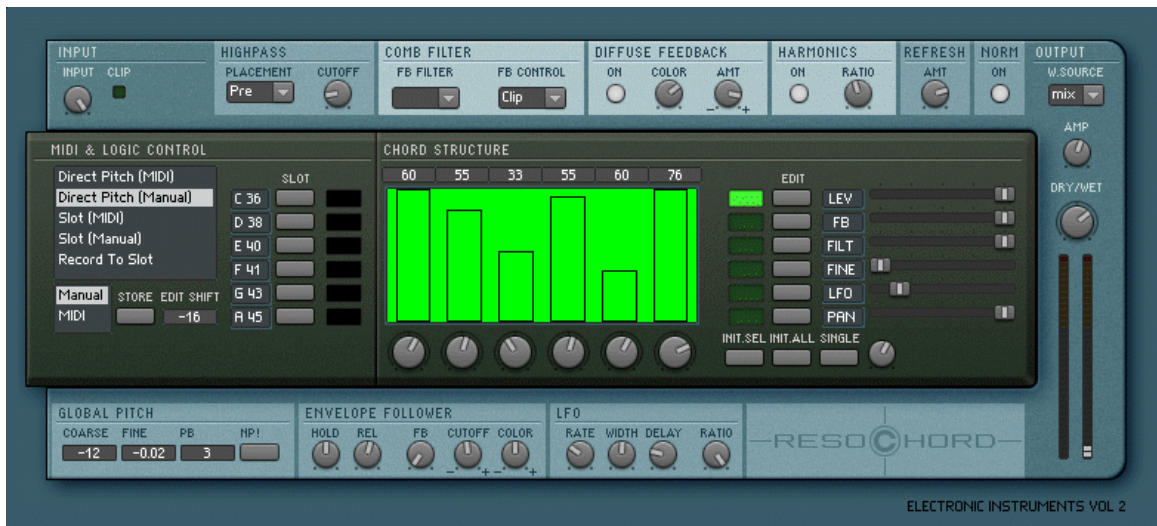 INPUT
INPUT CLIP
HIGHPASS
PLACEMENT CUTOFF
Pre
COMB FILTER
FB FILTER FB CONTROL
Clip
DIFFUSE FEEDBACK
ON COLOR AMT
- +
HARMONICS
ON RATIO
REFRESH
AMT
NORM
ON
OUTPUT
W.SOURCE
mix
AMP
DRY/WET
MIDI & LOGIC CONTROL
Direct Pitch (MIDI)
Direct Pitch (Manual)
Slot (MIDI)
Slot (Manual)
Record To Slot
Manual
MIDI
STORE EDIT SHIFT
-16
SLOT
C 36
D 38
E 40
F 41
G 43
A 45
CHORD STRUCTURE
60 55 33 55 60 76
EDIT
LEV
FB
FILT
FINE
LFO
PAN
INIT.SEL INIT.ALL SINGLE
GLOBAL PITCH
COARSE FINE PB NP!
-12 -0.02 3
ENVELOPE FOLLOWER
HOLD REL FB CUTOFF COLOR
- + - +
LFO
RATE WIDTH DELAY RATIO
RESOCHORD
ELECTRONIC INSTRUMENTS VOL 2